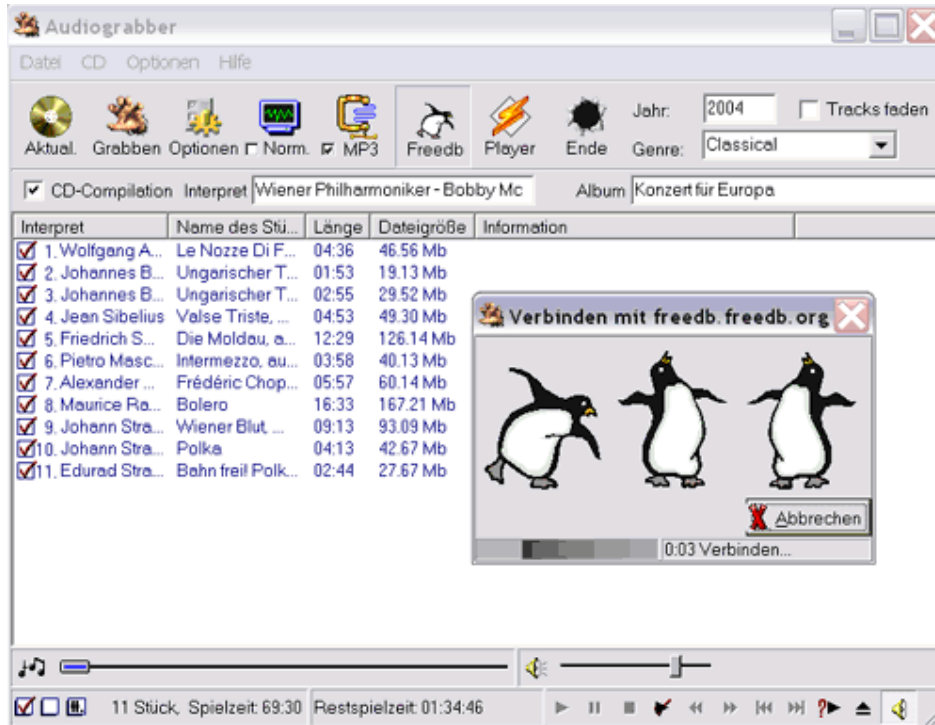 Audiograbber
Datei CD Optionen Hilfe
Jahr: 2004 Tracks faden
Aktual. Grabben Optionen Norm. MP3 Freedb Player Ende Genre: Classical
CD-Compilation Interpret Wiener Philharmoniker - Bobby Mc Album Konzert für Europa
Interpret Name des Stü... Länge Dateigröße Information
1. Wolfgang A... Le Nozze Di F... 04:36 46.56 Mb
2. Johannes B... Ungarischer T... 01:53 19.13 Mb
3. Johannes B... Ungarischer T... 02:55 29.52 Mb
4. Jean Sibelius Valse Triste, ... 04:53 49.30 Mb
5. Friedrich S... Die Moldau, a... 12:29 126.14 Mb
6. Pietro Masc... Intermezzo, au... 03:58 40.13 Mb
7. Alexander ... Frédéric Chop... 05:57 60.14 Mb
8. Maurice Ra... Bolero 16:33 167.21 Mb
9. Johann Stra... Wiener Blut, ... 09:13 93.09 Mb
10. Johann Stra... Polka 04:13 42.67 Mb
11. Edurad Stra... Bahn frei! Polk... 02:44 27.67 Mb
Verbinden mit freedb.freedb.org
Abbrechen
0:03 Verbinden...
11 Stück, Spielzeit: 69:30 Restspielzeit: 01:34:46